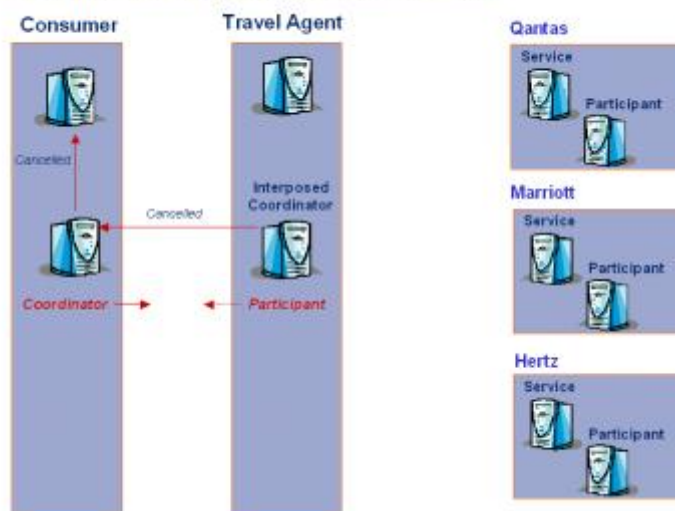 Consumer
Travel Agent
Cancelled
Interposed
Coordinator
Cancelled
Coordinator
Participant
Qantas
Service
Participant
Marriott
Service
Participant
Hertz
Service
Participant